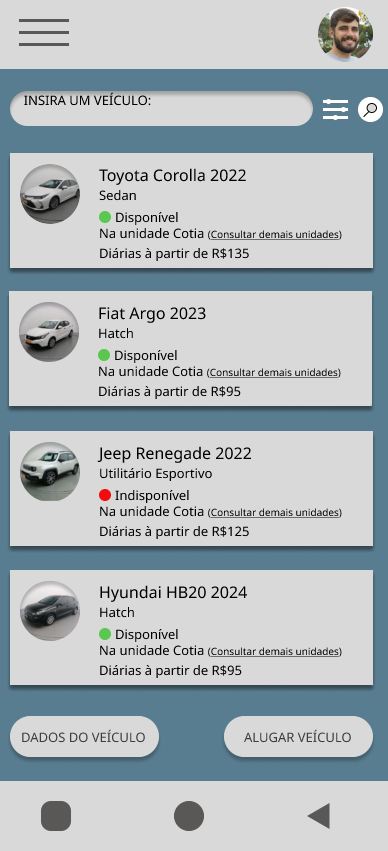 INSIRA UM VEÍCULO:
Toyota Corolla 2022
Sedan
Disponível
Na unidade Cotia (Consultar demais unidades)
Diárias à partir de R$135
Fiat Argo 2023
Hatch
Disponível
Na unidade Cotia (Consultar demais unidades)
Diárias à partir de R$95
Jeep Renegade 2022
Utilitário Esportivo
Indisponível
Na unidade Cotia (Consultar demais unidades)
Diárias à partir de R$125
Hyundai HB20 2024
Hatch
Disponível
Na unidade Cotia (Consultar demais unidades)
Diárias à partir de R$95
DADOS DO VEÍCULO
ALUGAR VEÍCULO